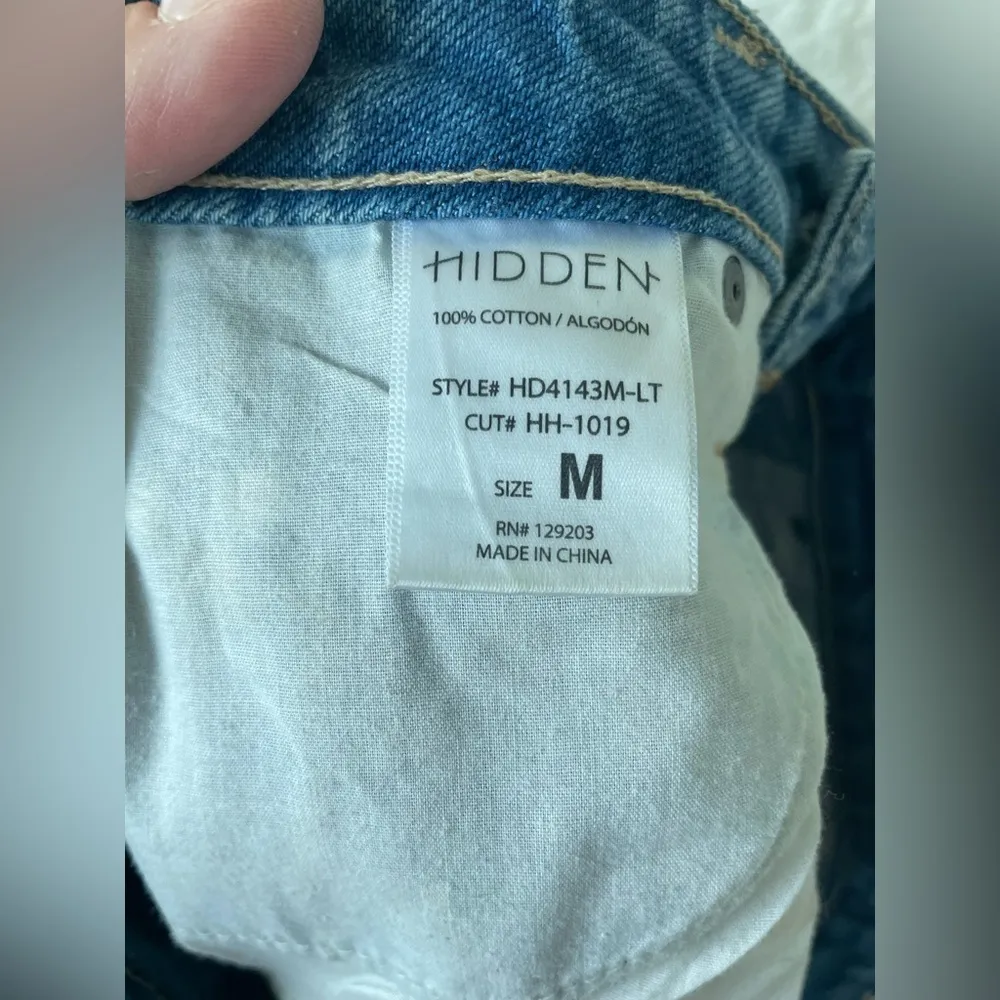 HIDDEN
100% COTTON / ALGODÓN
STYLE# HD4143M-LT
CUT# HH-1019
SIZE M
RN# 129203
MADE IN CHINA